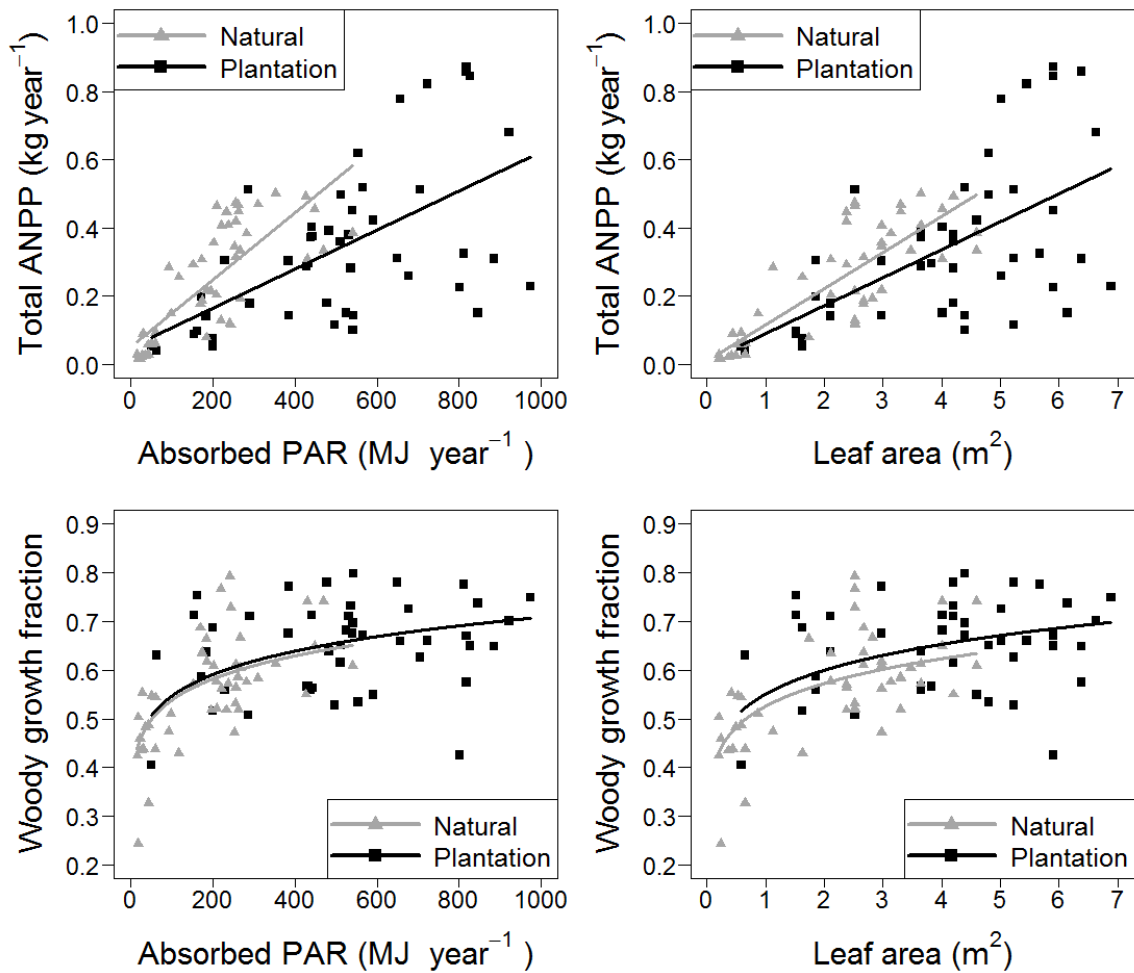 Total ANPP (kg year⁻¹)
1.0
0.8
0.6
0.4
0.2
0.0
Natural
Plantation
0 200 400 600 800 1000
Absorbed PAR (MJ year⁻¹ )
Total ANPP (kg year⁻¹)
1.0
0.8
0.6
0.4
0.2
0.0
Natural
Plantation
0 1 2 3 4 5 6 7
Leaf area (m²)
Woody growth fraction
0.9
0.8
0.7
0.6
0.5
0.4
0.3
0.2
Natural
Plantation
0 200 400 600 800 1000
Absorbed PAR (MJ year⁻¹ )
Woody growth fraction
0.9
0.8
0.7
0.6
0.5
0.4
0.3
0.2
Natural
Plantation
0 1 2 3 4 5 6 7
Leaf area (m²)